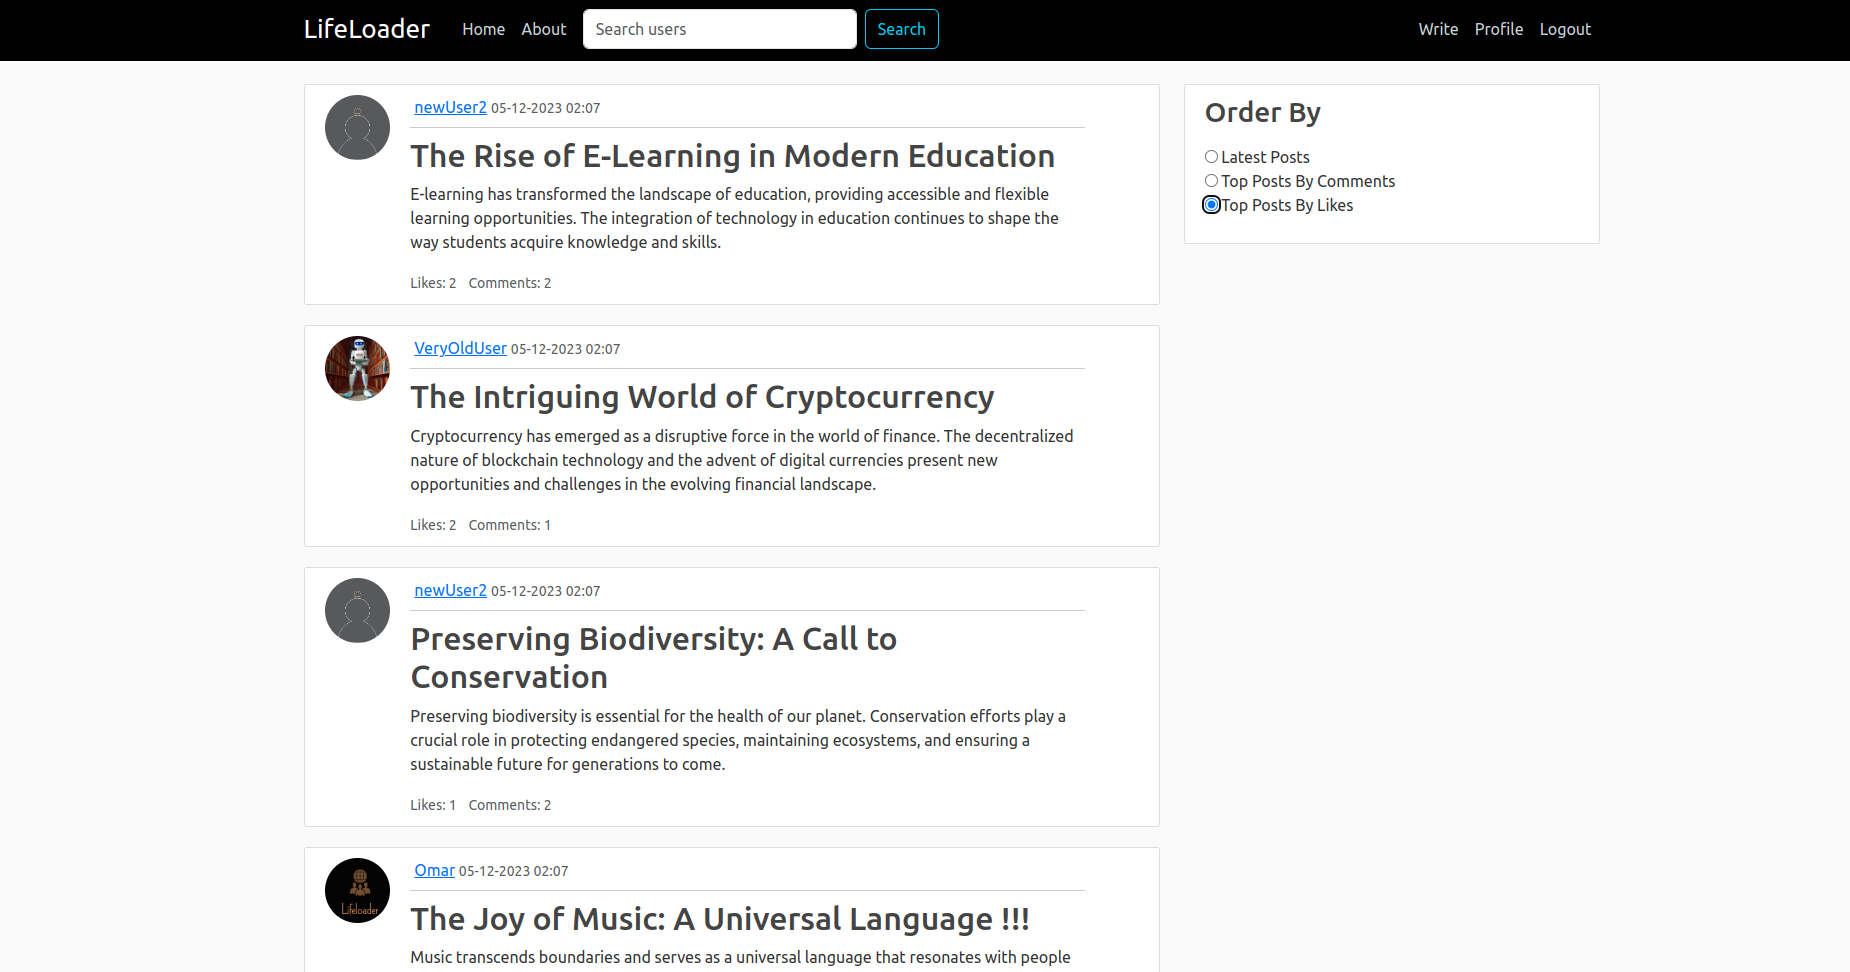 LifeLoader Home About Search users Search Write Profile Logout
newUser2 05-12-2023 02:07
The Rise of E-Learning in Modern Education
E-learning has transformed the landscape of education, providing accessible and flexible
learning opportunities. The integration of technology in education continues to shape the
way students acquire knowledge and skills.
Likes: 2 Comments: 2
Order By
Latest Posts
Top Posts By Comments
Top Posts By Likes
VeryOldUser 05-12-2023 02:07
The Intriguing World of Cryptocurrency
Cryptocurrency has emerged as a disruptive force in the world of finance. The decentralized
nature of blockchain technology and the advent of digital currencies present new
opportunities and challenges in the evolving financial landscape.
Likes: 2 Comments: 1
newUser2 05-12-2023 02:07
Preserving Biodiversity: A Call to
Conservation
Preserving biodiversity is essential for the health of our planet. Conservation efforts play a
crucial role in protecting endangered species, maintaining ecosystems, and ensuring a
sustainable future for generations to come.
Likes: 1 Comments: 2
Lifeloader
Omar 05-12-2023 02:07
The Joy of Music: A Universal Language !!!
Music transcends boundaries and serves as a universal language that resonates with people